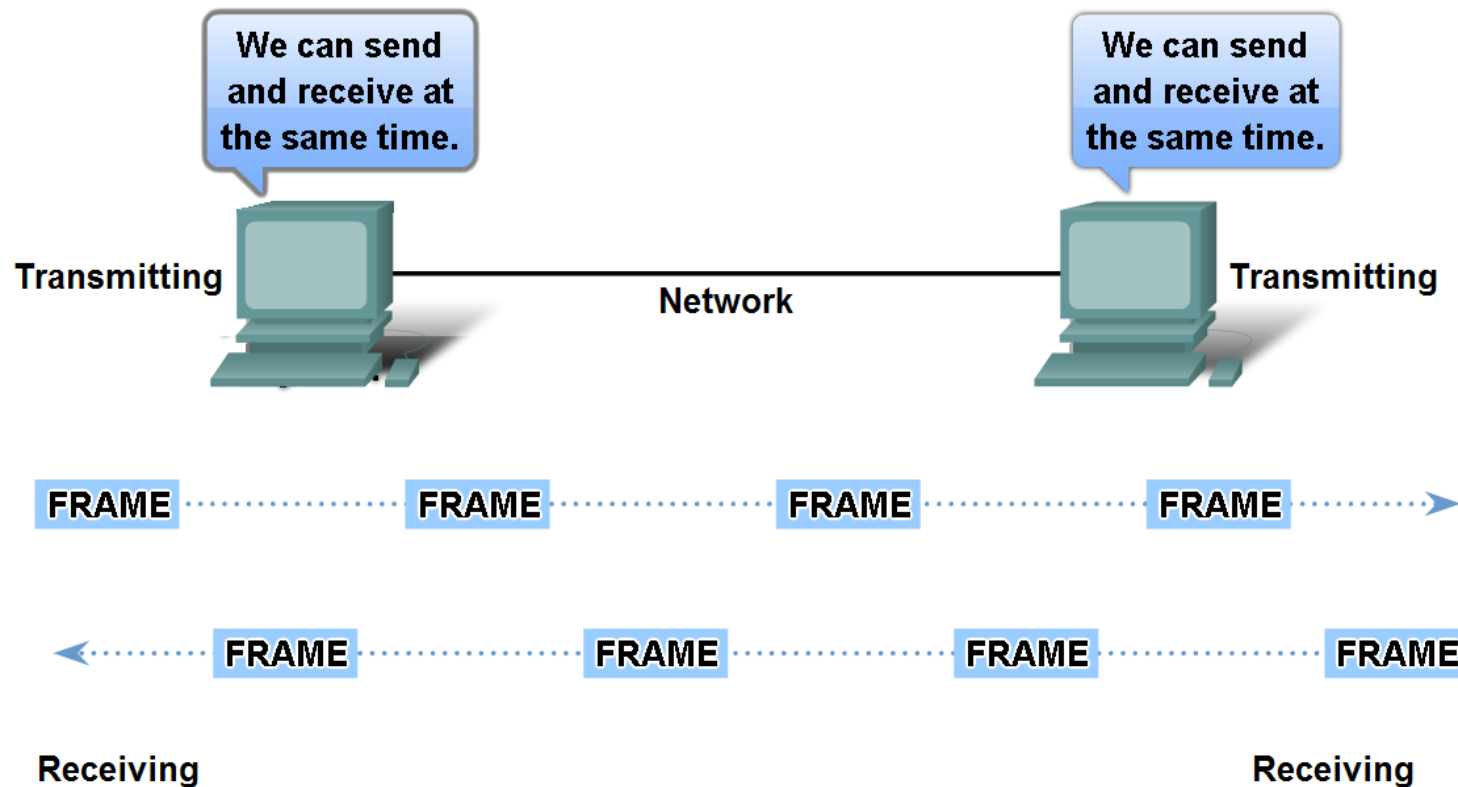 We can send
and receive at
the same time.
We can send
and receive at
the same time.
Transmitting
Network
Transmitting
FRAME FRAME FRAME FRAME
FRAME FRAME FRAME FRAME
Receiving
Receiving